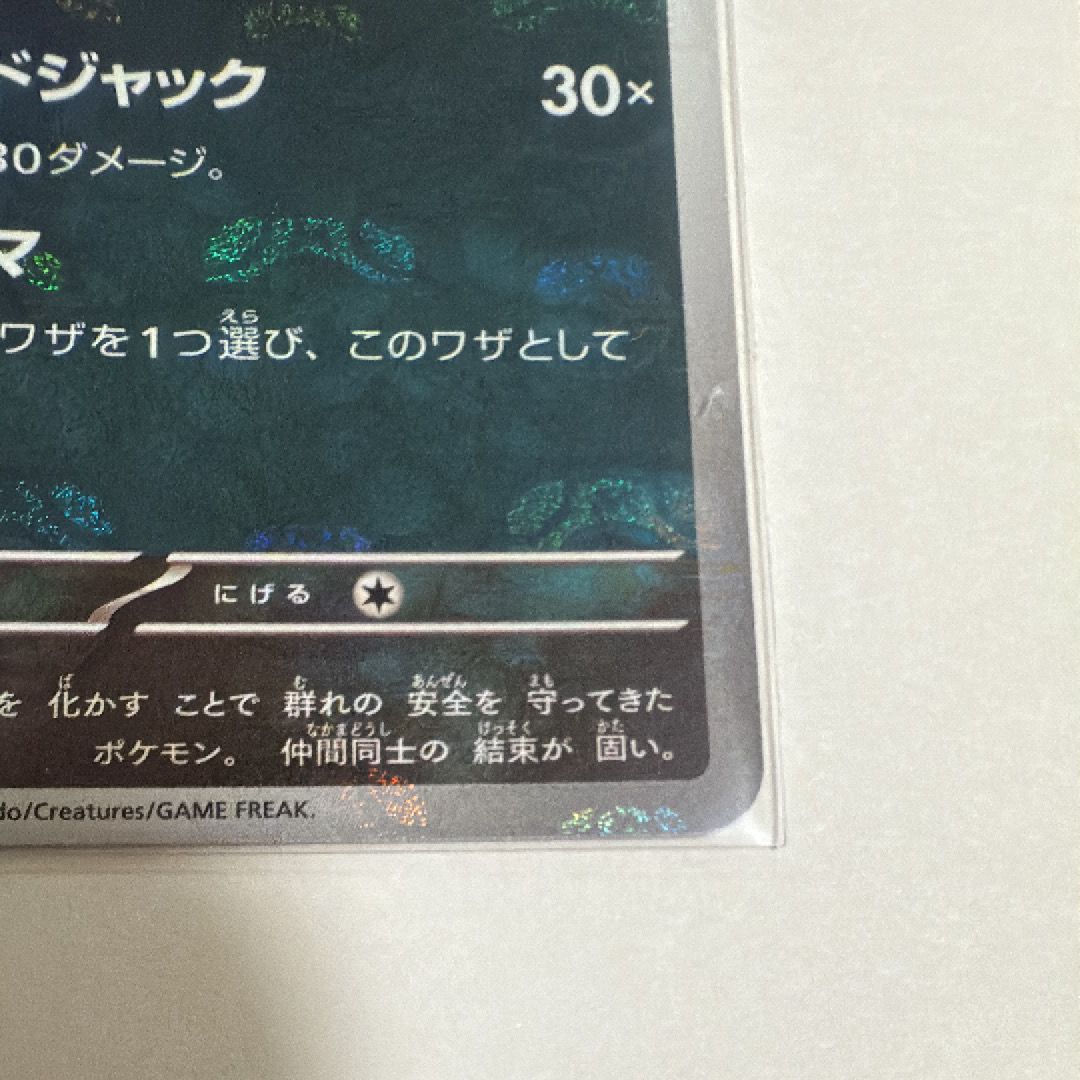 ドジャック 30×
30ダメージ。
マ
ワザを1つ選び、このワザとして
にげる
を 化かす ことで 群れの 安全を 守ってきた
ポケモン。 仲間同士の 結束が 固い。
do/Creatures/GAME FREAK.